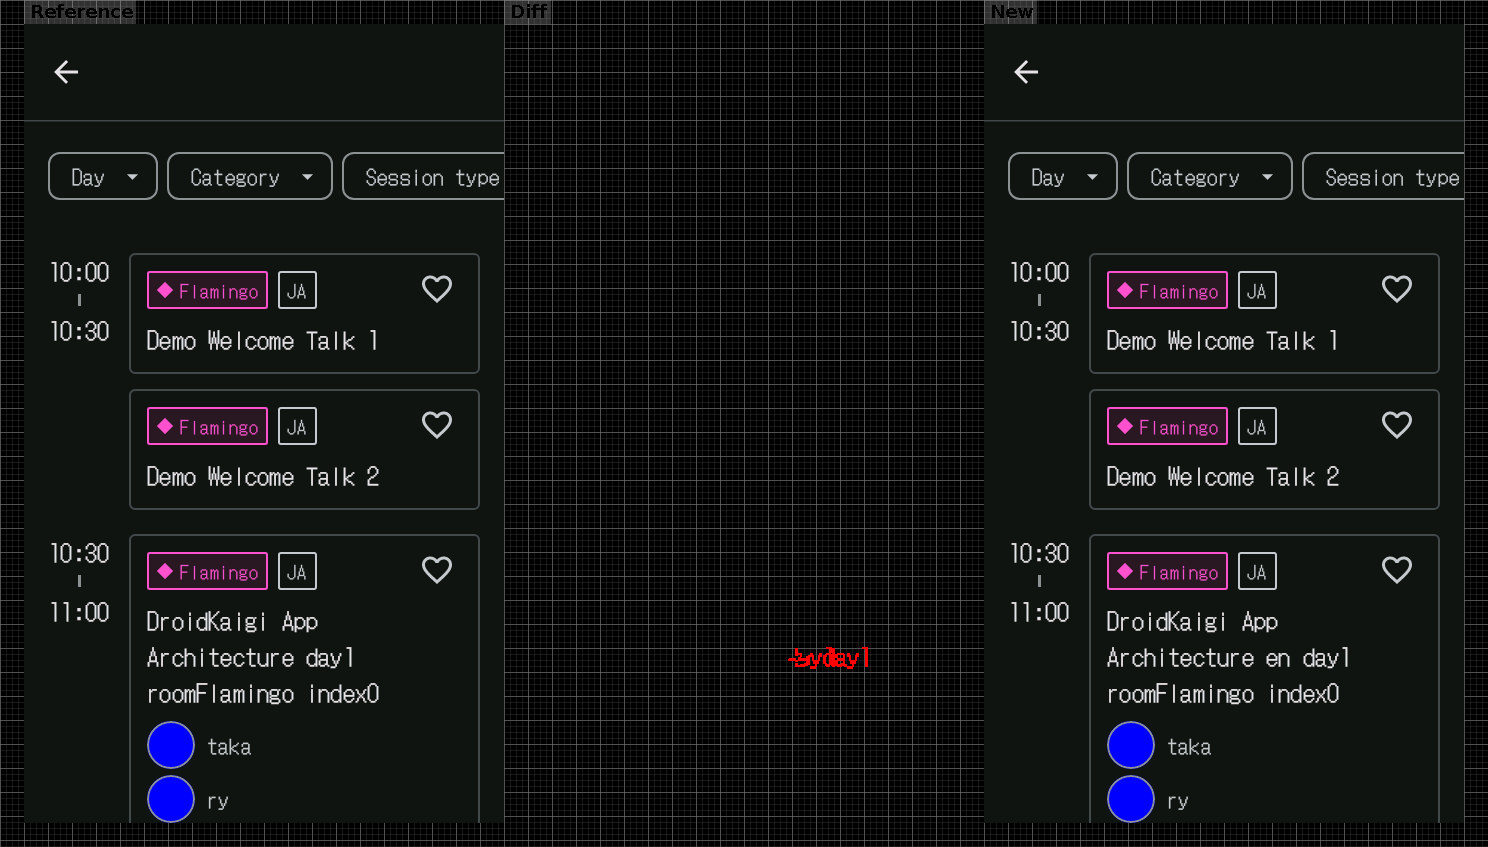 Reference
Diff
New
Day
Category
Session type
10:00
10:30
Flamingo
JA
Demo Welcome Talk 1
Flamingo
JA
Demo Welcome Talk 2
10:30
11:00
Flamingo
JA
DroidKaigi App
Architecture day1
roomFlamingo index0
taka
ry
Day
Category
Session type
10:00
10:30
Flamingo
JA
Demo Welcome Talk 1
Flamingo
JA
Demo Welcome Talk 2
10:30
11:00
Flamingo
JA
DroidKaigi App
Architecture en day1
roomFlamingo index0
taka
ry